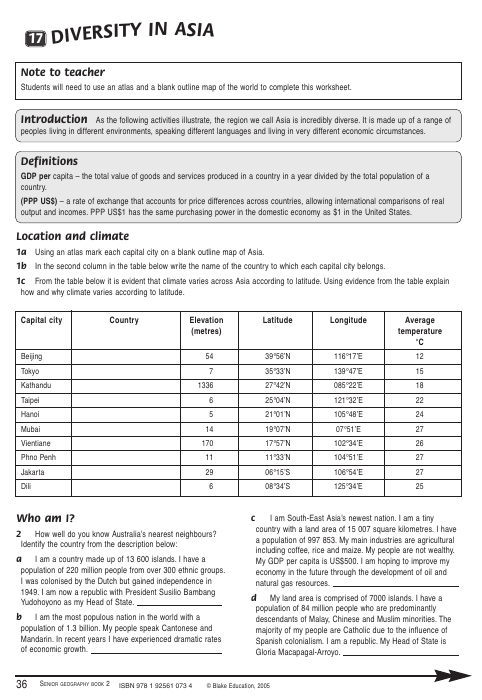 17 DIVERSITY IN ASIA
Note to teacher
Students will need to use an atlas and a blank outline map of the world to complete this worksheet.
Introduction As the following activities illustrate, the region we call Asia is incredibly diverse. It is made up of a range of
peoples living in different environments, speaking different languages and living in very different economic circumstances.
Definitions
GDP per capita – the total value of goods and services produced in a country in a year divided by the total population of a
country.
(PPP US$) – a rate of exchange that accounts for price differences across countries, allowing international comparisons of real
output and incomes. PPP US$1 has the same purchasing power in the domestic economy as $1 in the United States.
Location and climate
1a Using an atlas mark each capital city on a blank outline map of Asia.
1b In the second column in the table below write the name of the country to which each capital city belongs.
1c From the table below it is evident that climate varies across Asia according to latitude. Using evidence from the table explain
how and why climate varies according to latitude.
Capital city Country Elevation Latitude Longitude Average
(metres) temperature
°C
Beijing 54 39°56'N 116°17'E 12
Tokyo 7 35°33'N 139°47'E 15
Kathandu 1336 27°42'N 085°22'E 18
Taipei 6 25°04'N 121°32'E 22
Hanoi 5 21°01'N 105°48'E 24
Mubai 14 19°07'N 07°51'E 27
Vientiane 170 17°57'N 102°34'E 26
Phno Penh 11 11°33'N 104°51'E 27
Jakarta 29 06°15'S 106°54'E 27
Dili 6 08°34'S 125°34'E 25
Who am I?
2 How well do you know Australia's nearest neighbours?
Identify the country from the description below:
a I am a country made up of 13 600 islands. I have a
population of 220 million people from over 300 ethnic groups.
I was colonised by the Dutch but gained independence in
1949. I am now a republic with President Susilio Bambang
Yudohoyono as my Head of State.
b I am the most populous nation in the world with a
population of 1.3 billion. My people speak Cantonese and
Mandarin. In recent years I have experienced dramatic rates
of economic growth.
c I am South-East Asia's newest nation. I am a tiny
country with a land area of 15 007 square kilometres. I have
a population of 997 853. My main industries are agricultural
including coffee, rice and maize. My people are not wealthy.
My GDP per capita is US$500. I am hoping to improve my
economy in the future through the development of oil and
natural gas resources.
d My land area is comprised of 7000 islands. I have a
population of 84 million people who are predominantly
descendants of Malay, Chinese and Muslim minorities. The
majority of my people are Catholic due to the influence of
Spanish colonialism. I am a republic. My Head of State is
Gloria Macapagal-Arroyo.
36 SENIOR GEOGRAPHY BOOK 2 ISBN 978 1 92561 073 4 © Blake Education, 2005